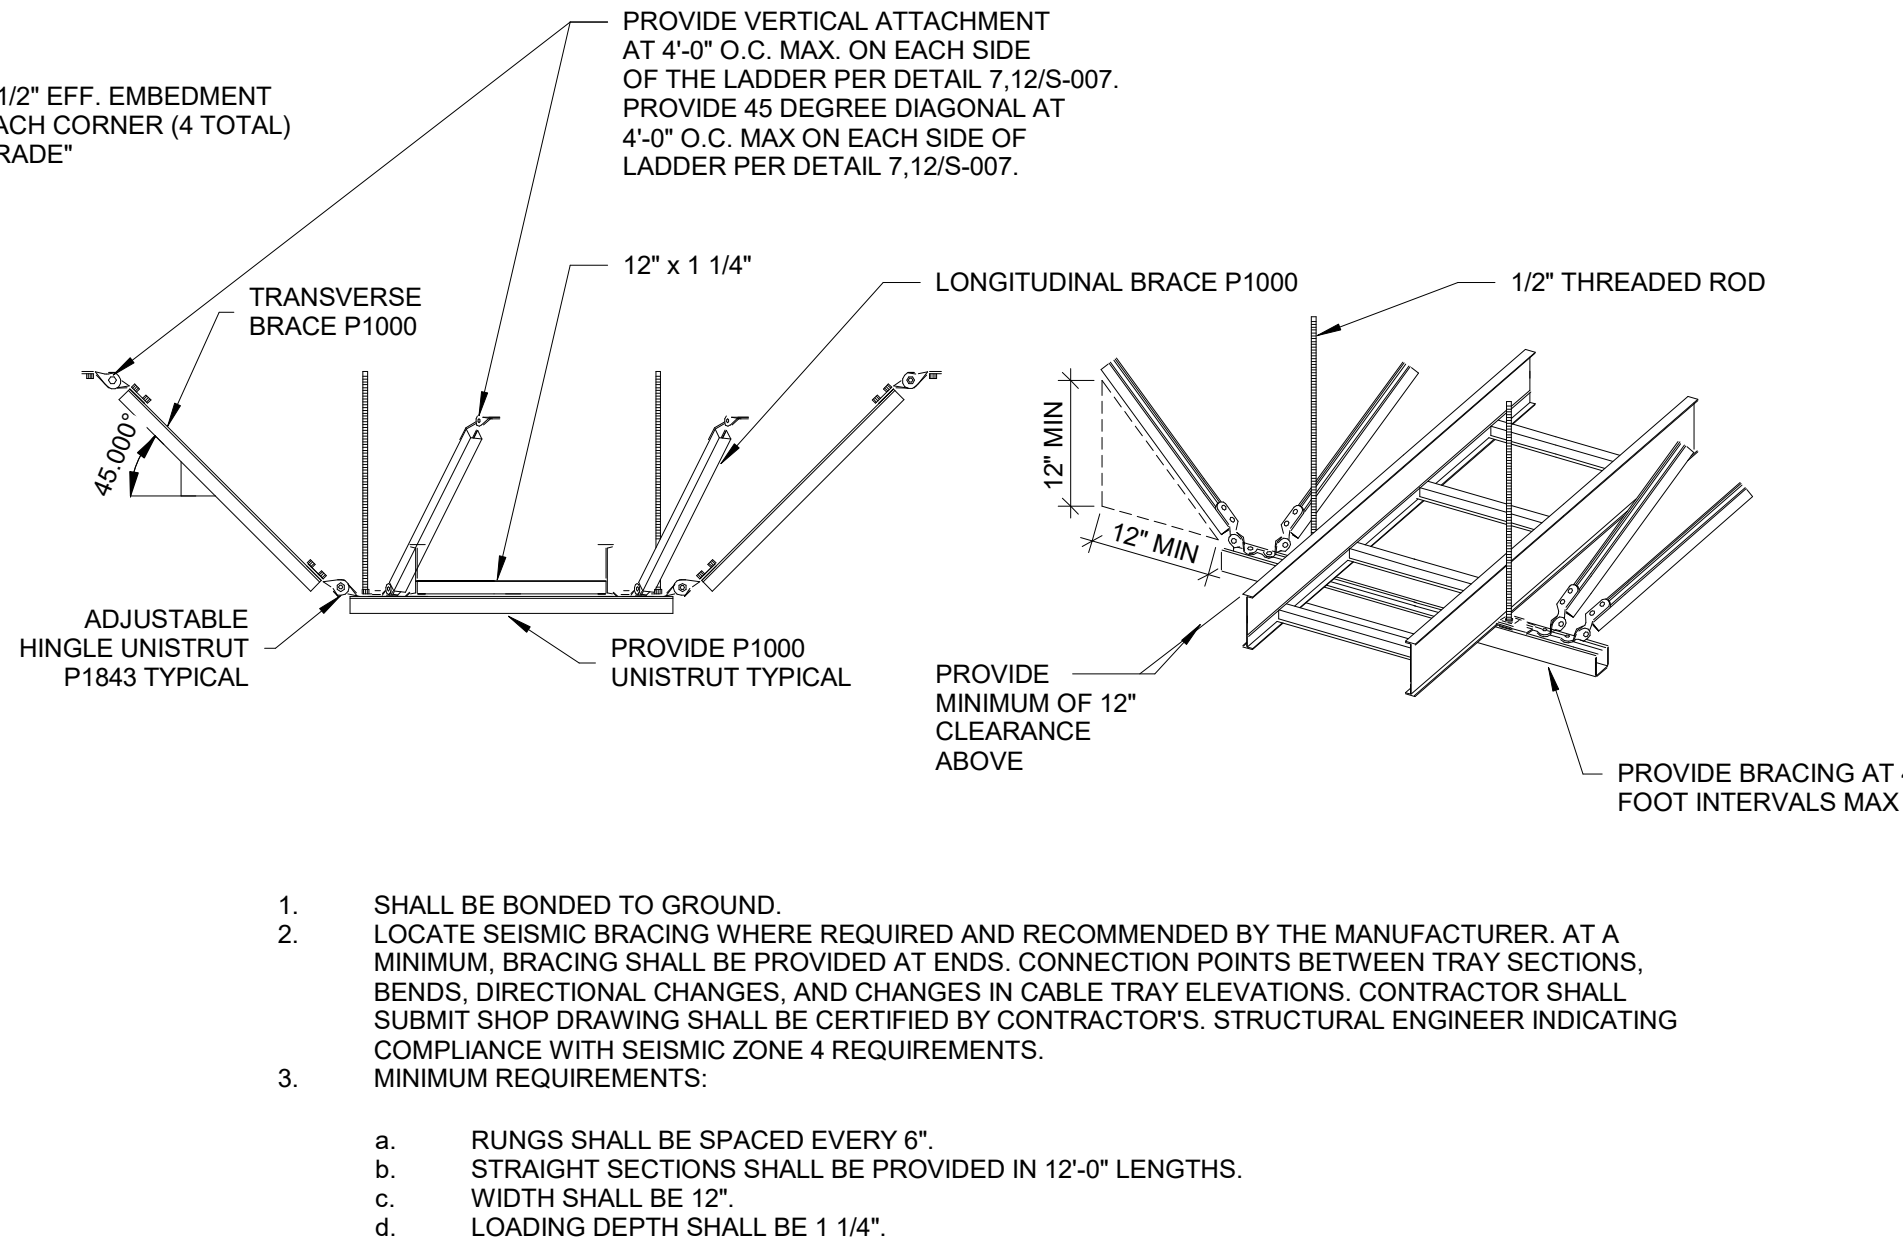 PROVIDE VERTICAL ATTACHMENT
AT 4'-0" O.C. MAX. ON EACH SIDE
OF THE LADDER PER DETAIL 7,12/S-007.
PROVIDE 45 DEGREE DIAGONAL AT
4'-0" O.C. MAX ON EACH SIDE OF
LADDER PER DETAIL 7,12/S-007.
1/2" EFF. EMBEDMENT
ACH CORNER (4 TOTAL)
RADE"
12" x 1 1/4"
TRANSVERSE
BRACE P1000
LONGITUDINAL BRACE P1000
1/2" THREADED ROD
45.000°
12" MIN
12" MIN
ADJUSTABLE
HINGLE UNISTRUT
P1843 TYPICAL
PROVIDE P1000
UNISTRUT TYPICAL
PROVIDE
MINIMUM OF 12"
CLEARANCE
ABOVE
PROVIDE BRACING AT
FOOT INTERVALS MAX
1. SHALL BE BONDED TO GROUND.
2. LOCATE SEISMIC BRACING WHERE REQUIRED AND RECOMMENDED BY THE MANUFACTURER. AT A
MINIMUM, BRACING SHALL BE PROVIDED AT ENDS. CONNECTION POINTS BETWEEN TRAY SECTIONS,
BENDS, DIRECTIONAL CHANGES, AND CHANGES IN CABLE TRAY ELEVATIONS. CONTRACTOR SHALL
SUBMIT SHOP DRAWING SHALL BE CERTIFIED BY CONTRACTOR'S. STRUCTURAL ENGINEER INDICATING
COMPLIANCE WITH SEISMIC ZONE 4 REQUIREMENTS.
3. MINIMUM REQUIREMENTS:
a. RUNGS SHALL BE SPACED EVERY 6".
b. STRAIGHT SECTIONS SHALL BE PROVIDED IN 12'-0" LENGTHS.
c. WIDTH SHALL BE 12".
d. LOADING DEPTH SHALL BE 1 1/4".